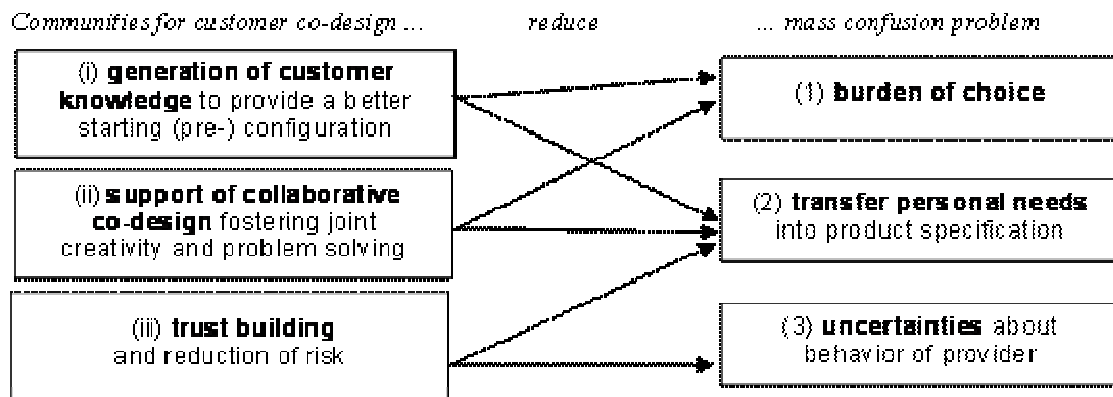 Communities for customer co-design ...
reduce
... mass confusion problem
(i) generation of customer
knowledge to provide a better
starting (pre-) configuration
(ii) support of collaborative
co-design fostering joint
creativity and problem solving
(iii) trust building
and reduction of risk
(1) burden of choice
(2) transfer personal needs
into product specification
(3) uncertainties about
behavior of provider